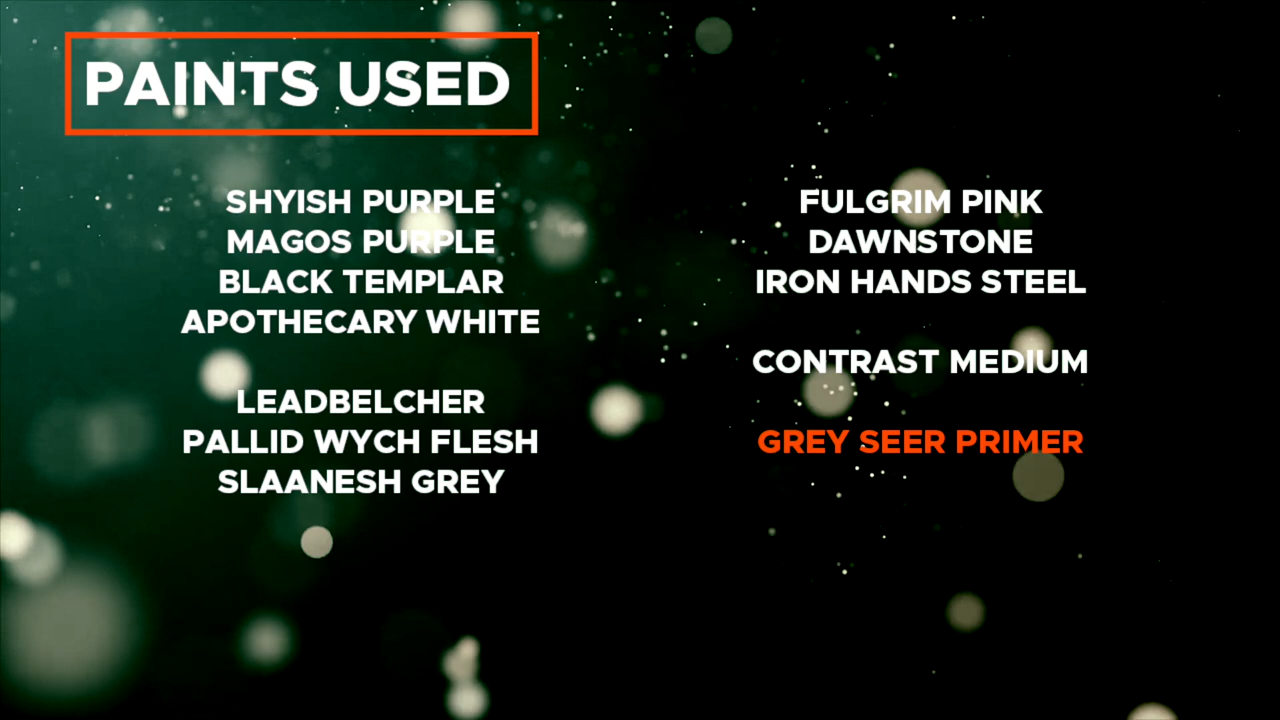 PAINTS USED
SHYISH PURPLE
MAGOS PURPLE
BLACK TEMPLAR
APOTHECARY WHITE
LEADBELCHER
PALLID WYCH FLESH
SLAANESH GREY
FULGRIM PINK
DAWNSTONE
IRON HANDS STEEL
CONTRAST MEDIUM
GREY SEER PRIMER